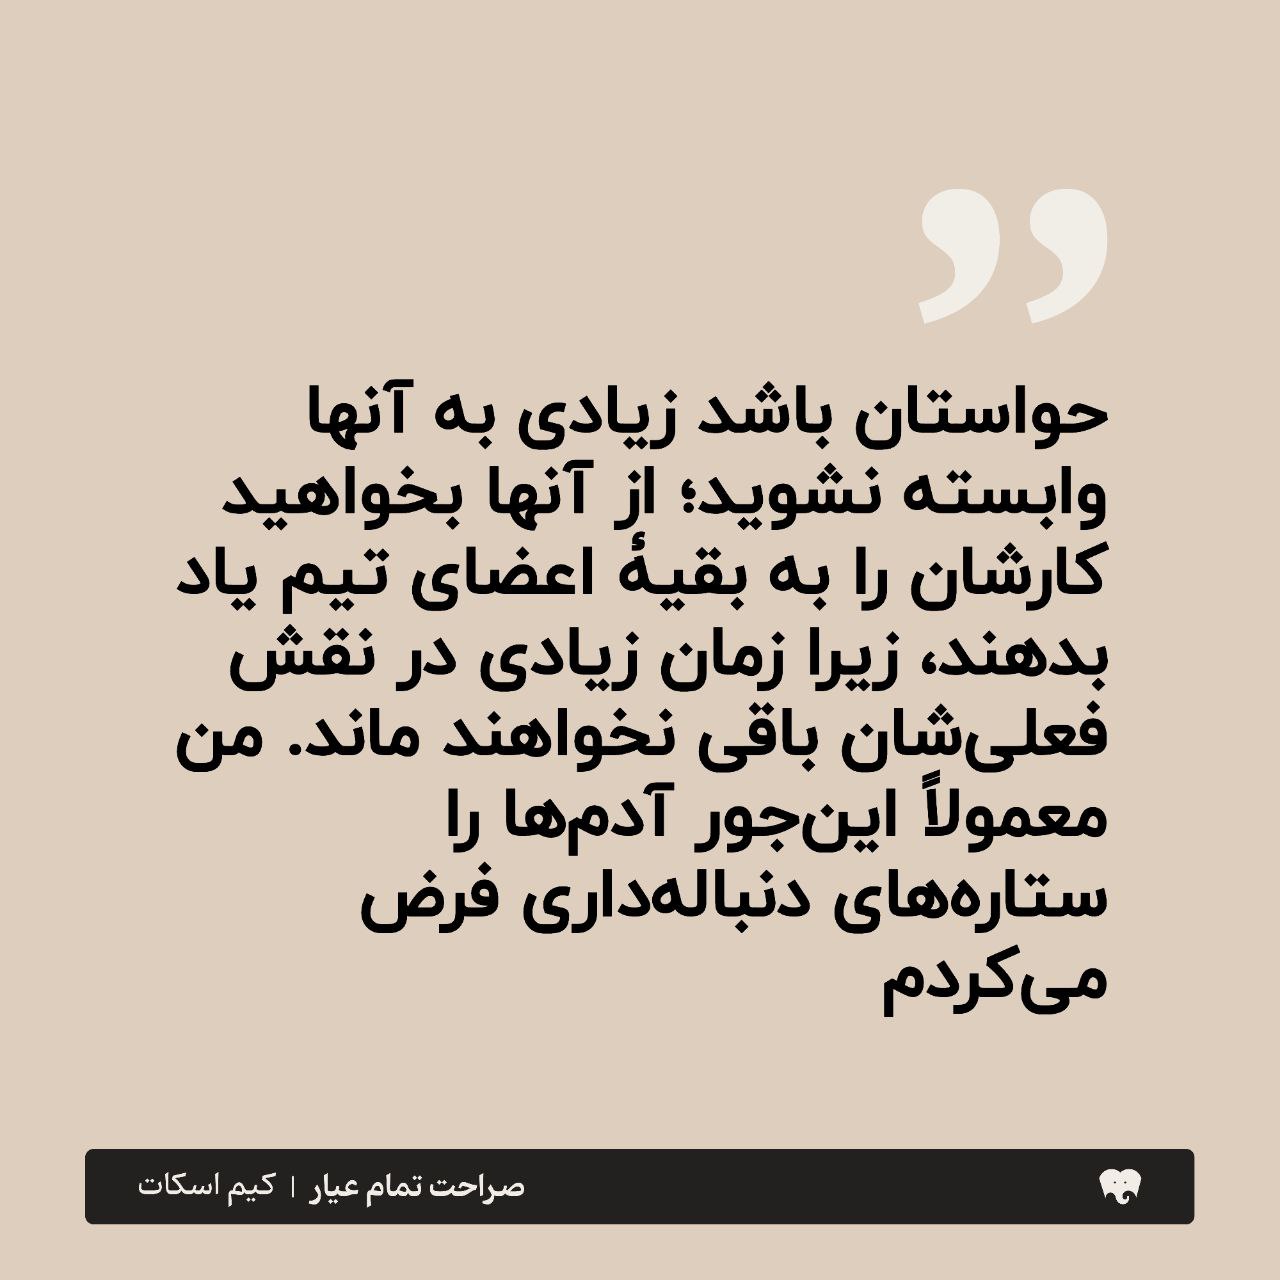 ”
حواستان باشد زیادی به آنها
وابسته نشوید؛ از آنها بخواهید
کارشان را به بقیهٔ اعضای تیم یاد
بدهند، زیرا زمان زیادی در نقش
فعلی‌شان باقی نخواهند ماند. من
معمولاً این‌جور آدم‌ها را
ستاره‌های دنباله‌داری فرض
می‌کردم
صراحت تمام عیار | کیم اسکات